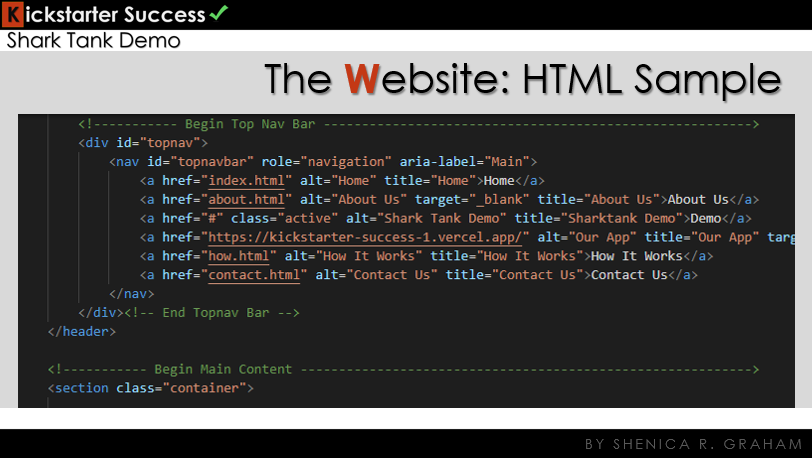 Kickstarter Success
Shark Tank Demo
The Website: HTML Sample
<!----------- Begin Top Nav Bar ------------------------------------------------------->
<div id="topnav">
<nav id="topnavbar" role="navigation" aria-label="Main">
<a href="index.html" alt="Home" title="Home">Home</a>
<a href="about.html" alt="About Us" target="_blank" title="About Us">About Us</a>
<a href="#" class="active" alt="Shark Tank Demo" title="Sharktank Demo">Demo</a>
<a href="https://kickstarter-success-1.vercel.app/" alt="Our App" title="Our App" targ
<a href="how.html" alt="How It Works" title="How It Works">How It Works</a>
<a href="contact.html" alt="Contact Us" title="Contact Us">Contact Us</a>
</nav>
</div><!-- End Topnav Bar -->
</header>
<!----------- Begin Main Content ---------------------------------------------------------->
<section class="container">
BY SHENICA R. GRAHAM